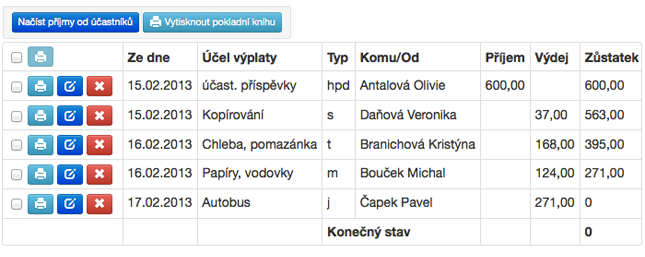 Načíst příjmy od účastníků Vytisknout pokladní knihu
Ze dne Účel výplaty Typ Komu/Od Příjem Výdej Zůstatek
15.02.2013 účast. příspěvky hpd Antalová Olivie 600,00 600,00
15.02.2013 Kopírování s Daňová Veronika 37,00 563,00
16.02.2013 Chleba, pomazánka t Branichová Kristýna 168,00 395,00
16.02.2013 Papíry, vodovky m Bouček Michal 124,00 271,00
17.02.2013 Autobus j Čapek Pavel 271,00 0
Konečný stav 0